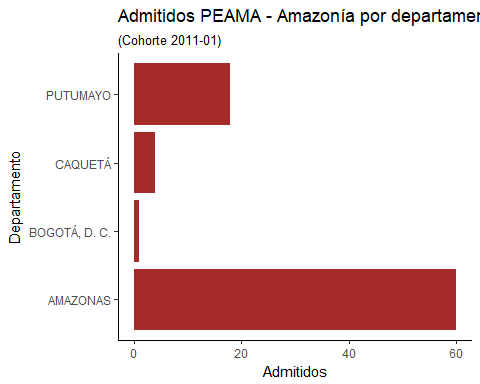 Admitidos PEAMA - Amazonía por departamen
(Cohorte 2011-01)
PUTUMAYO
CAQUETÁ
BOGOTÁ, D. C.
AMAZONAS
Departamento
0 20 40 60
Admitidos